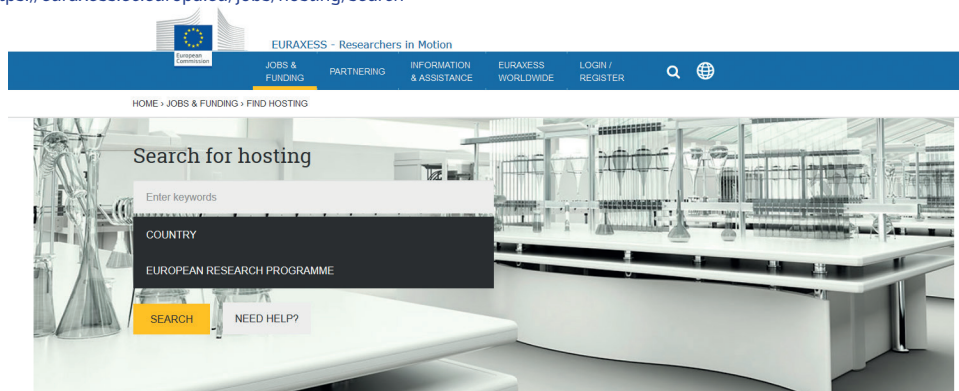 European
Commission
EURAXESS - Researchers in Motion
JOBS &
FUNDING
PARTNERING
INFORMATION
& ASSISTANCE
EURAXESS
WORLDWIDE
LOGIN /
REGISTER
HOME › JOBS & FUNDING › FIND HOSTING
Search for hosting
Enter keywords
COUNTRY
EUROPEAN RESEARCH PROGRAMME
SEARCH
NEED HELP?